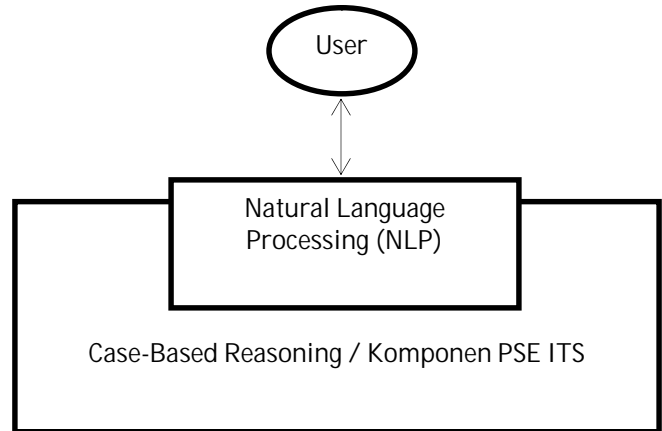 User
Natural Language
Processing (NLP)
Case-Based Reasoning / Komponen PSE ITS